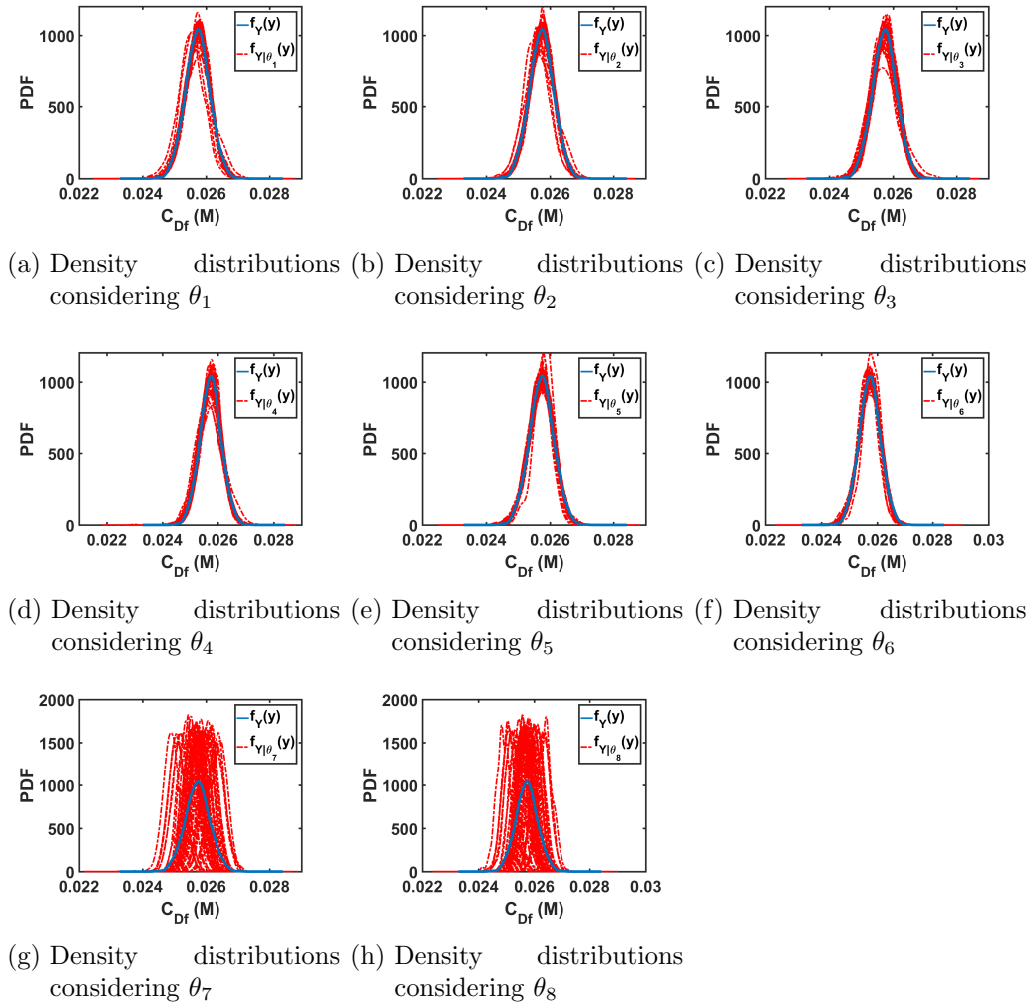 f_Y(y)
f_Y|θ_1(y)
PDF
1000
500
0
0.022 0.024 0.026 0.028
C_Df (M)
(a) Density distributions considering θ_1
f_Y(y)
f_Y|θ_2(y)
PDF
1000
500
0
0.022 0.024 0.026 0.028
C_Df (M)
(b) Density distributions considering θ_2
f_Y(y)
f_Y|θ_3(y)
PDF
1000
500
0
0.022 0.024 0.026 0.028
C_Df (M)
(c) Density distributions considering θ_3
f_Y(y)
f_Y|θ_4(y)
PDF
1000
500
0
0.022 0.024 0.026 0.028
C_Df (M)
(d) Density distributions considering θ_4
f_Y(y)
f_Y|θ_5(y)
PDF
1000
500
0
0.022 0.024 0.026 0.028
C_Df (M)
(e) Density distributions considering θ_5
f_Y(y)
f_Y|θ_6(y)
PDF
1000
500
0
0.022 0.024 0.026 0.028 0.03
C_Df (M)
(f) Density distributions considering θ_6
f_Y(y)
f_Y|θ_7(y)
PDF
2000
1500
1000
500
0
0.022 0.024 0.026 0.028
C_Df (M)
(g) Density distributions considering θ_7
f_Y(y)
f_Y|θ_8(y)
PDF
2000
1500
1000
500
0
0.022 0.024 0.026 0.028 0.03
C_Df (M)
(h) Density distributions considering θ_8